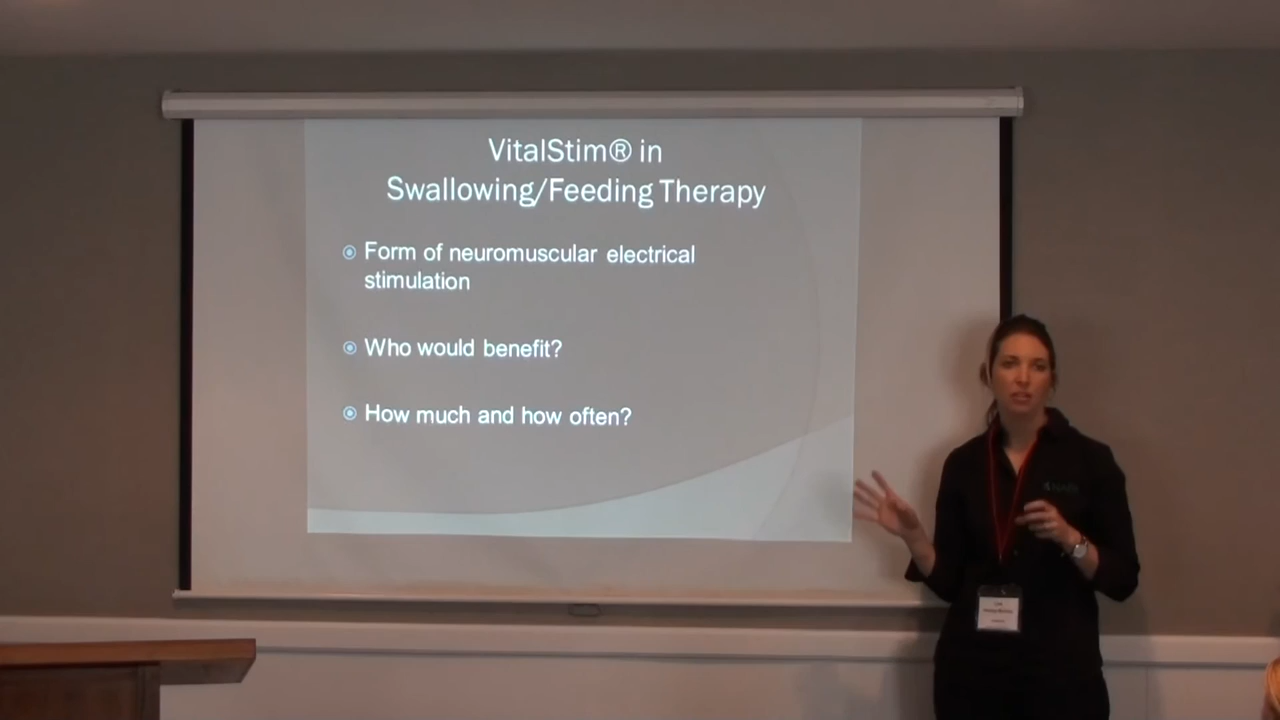 VitalStim® in
Swallowing/Feeding Therapy
Form of neuromuscular electrical
stimulation
Who would benefit?
How much and how often?